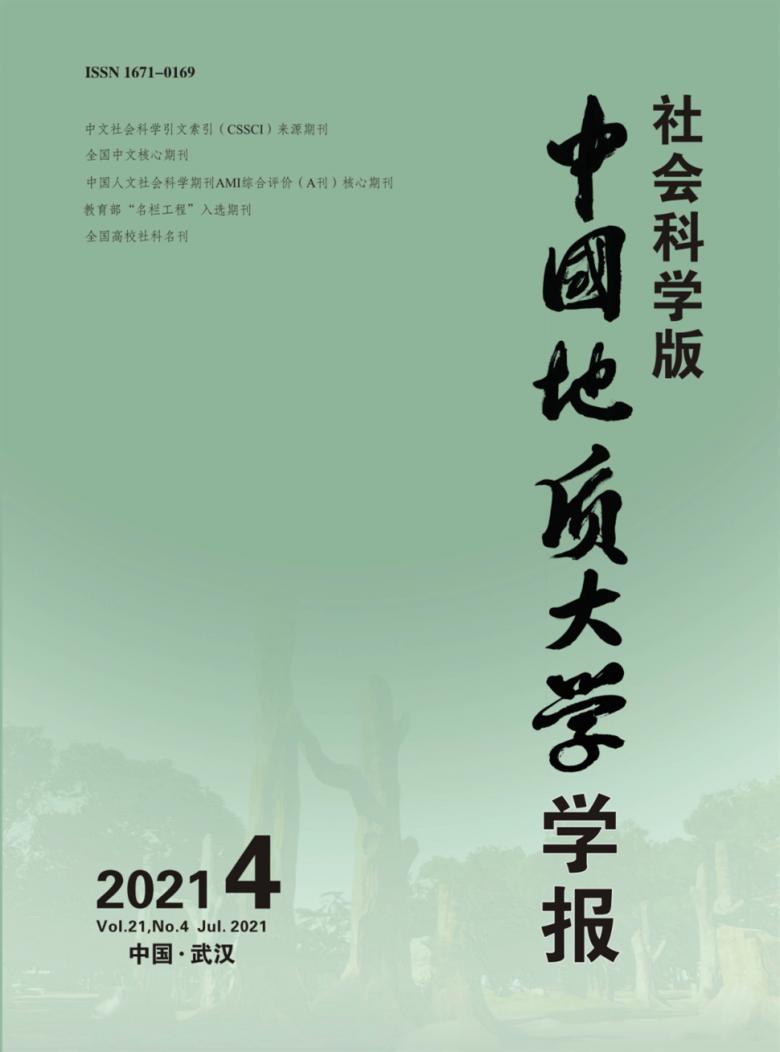 ISSN 1671-0169
中文社会科学引文索引（CSSCI）来源期刊
全国中文核心期刊
中国人文社会科学期刊AMI综合评价（A刊）核心期刊
教育部“名栏工程”入选期刊
全国高校社科名刊
社会科学版
中國地质大学学报
2021 4
Vol.21,No.4 Jul. 2021
中国·武汉